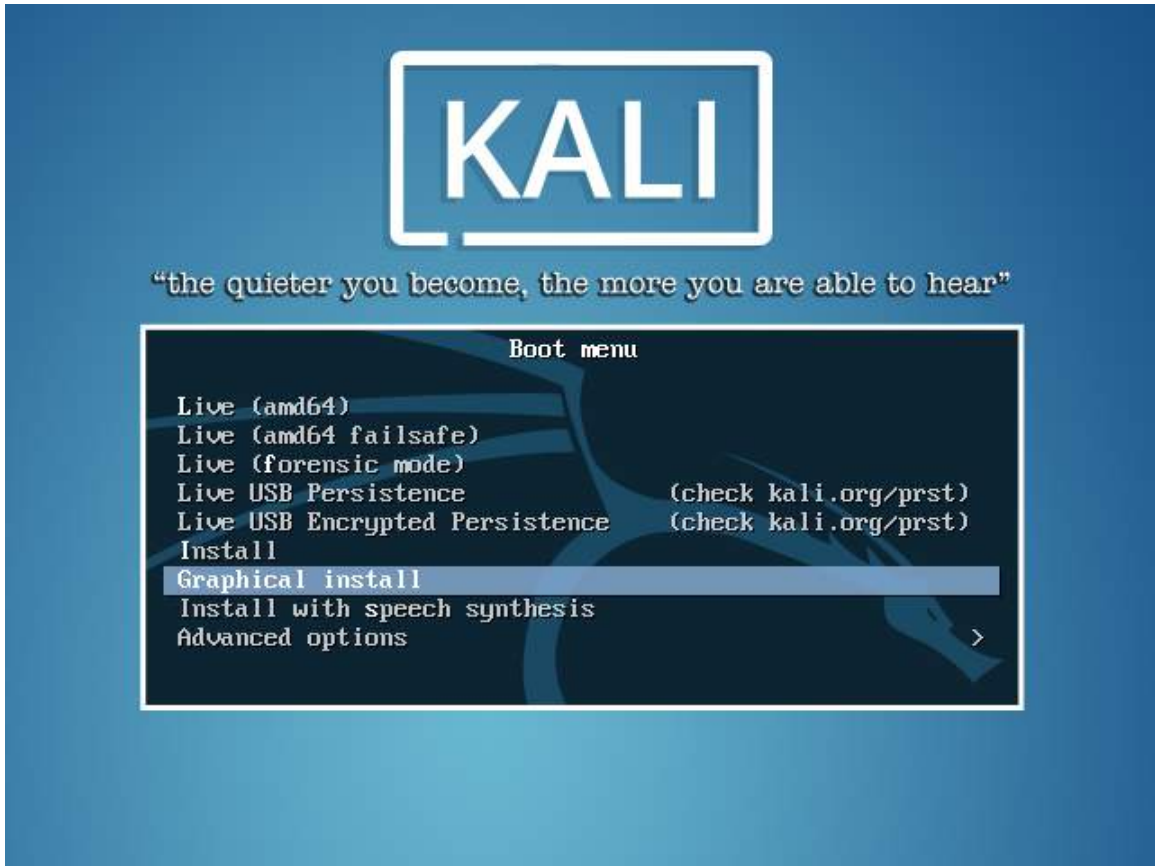 KALI
“the quieter you become, the more you are able to hear”
Boot menu
Live (amd64)
Live (amd64 failsafe)
Live (forensic mode)
Live USB Persistence (check kali.org/prst)
Live USB Encrypted Persistence (check kali.org/prst)
Install
Graphical install
Install with speech synthesis
Advanced options >